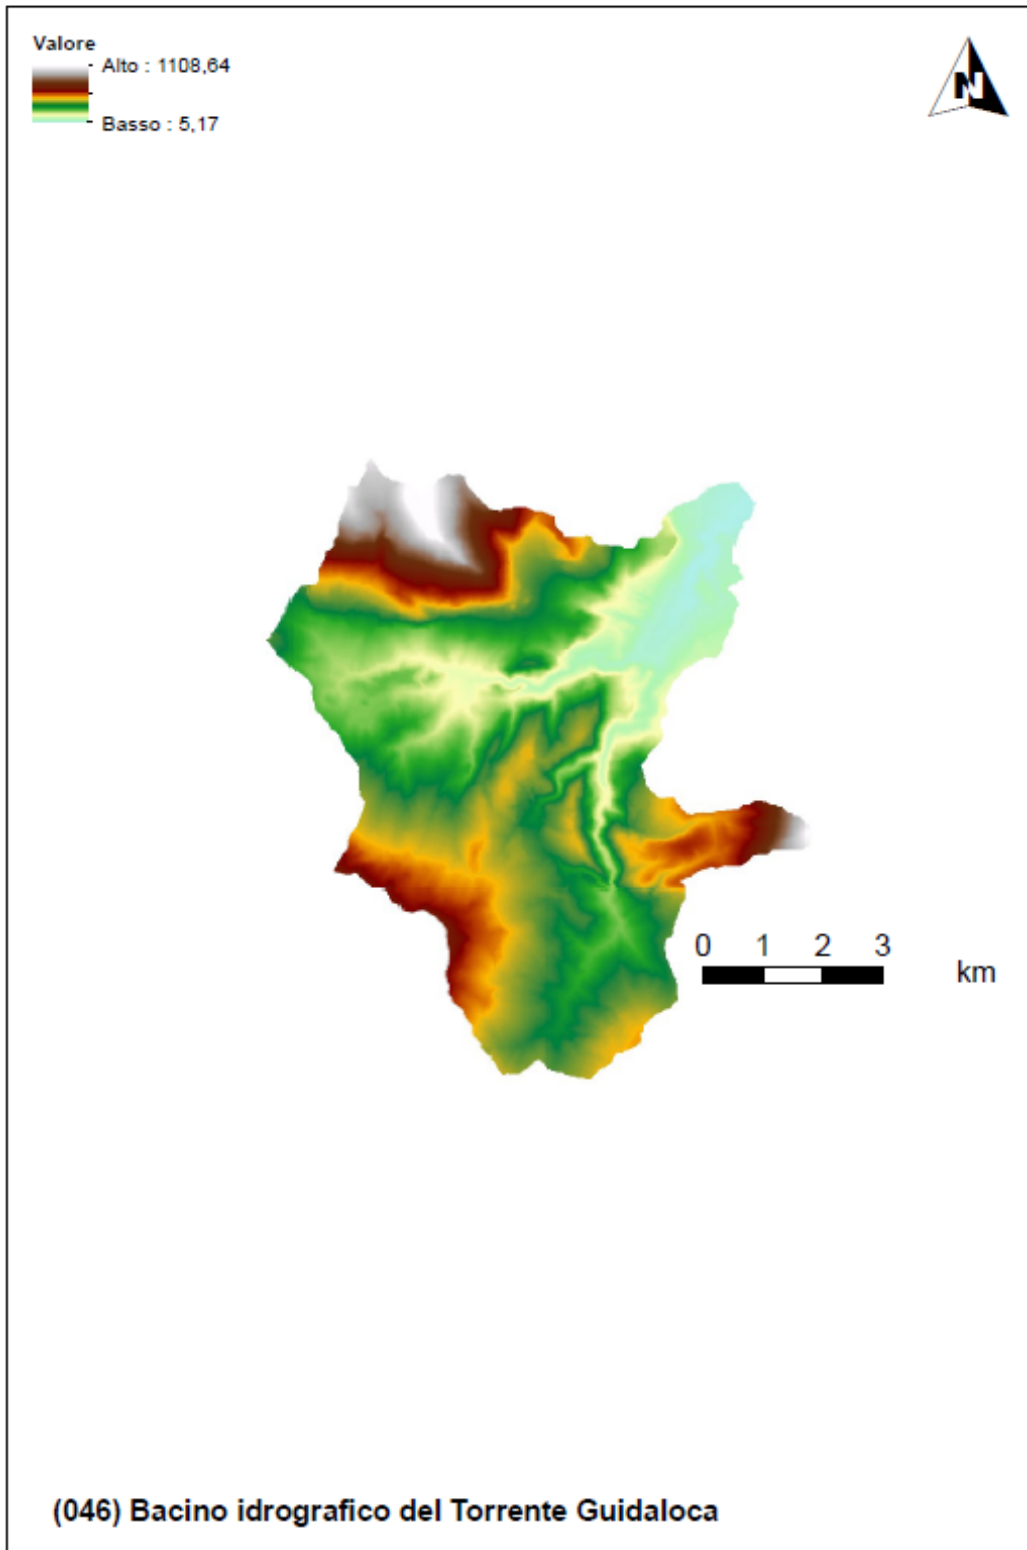 Valore
Alto : 1108,64
Basso : 5,17
N
0 1 2 3
km
(046) Bacino idrografico del Torrente Guidaloca